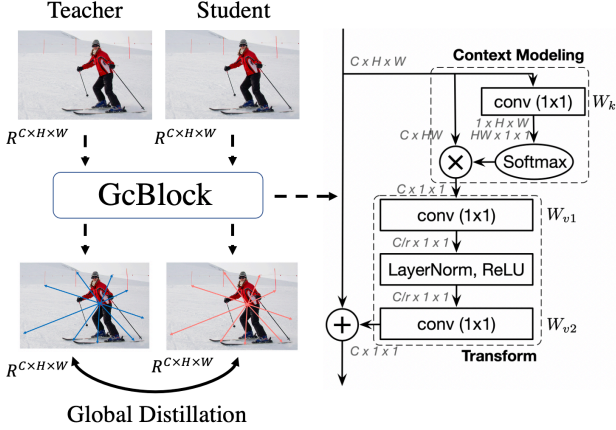 Teacher
Student
R^{C×H×W}
R^{C×H×W}
GcBlock
R^{C×H×W}
R^{C×H×W}
Global Distillation
C x H x W
Context Modeling
conv (1x1)
W_k
1 x H x W
HW x 1 x 1
C x HW
Softmax
C x 1 x 1
conv (1x1)
W_{v1}
C/r x 1 x 1
LayerNorm, ReLU
C/r x 1 x 1
conv (1x1)
W_{v2}
C x 1 x 1
Transform